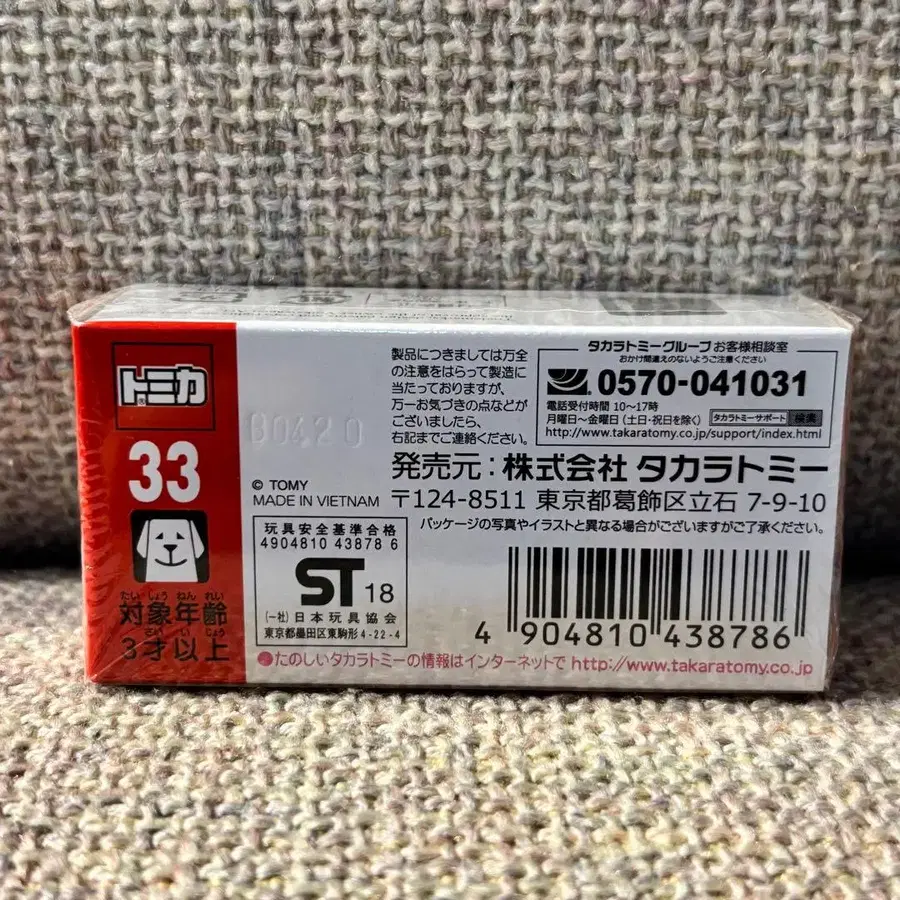 トミカ
33
たいしょう ねんれい
対象年齢
さい いじょう
3才以上
B0420
© TOMY
MADE IN VIETNAM
玩具安全基準合格
4904810 43878 6
ST 18
(一社)日本玩具協会
東京都墨田区東駒形4-22-4
製品につきましては万全
の注意をはらって製造に
当たっておりますが、
万一お気づきの点などが
ございましたら、
右記までご連絡ください。
タカラトミーグループ お客様相談室
おかけ間違えのないようご注意ください
0570-041031
電話受付時間 10〜17時
月曜日〜金曜日 (土日・祝日を除く) タカラトミーサポート 検索
http://www.takaratomy.co.jp/support/index.html
発売元:株式会社 タカラトミー
〒124-8511 東京都葛飾区立石 7-9-10
パッケージの写真やイラストと異なる場合がございますがご了承ください。
4 904810 438786
たのしいタカラトミーの情報はインターネットで http://www.takaratomy.co.jp